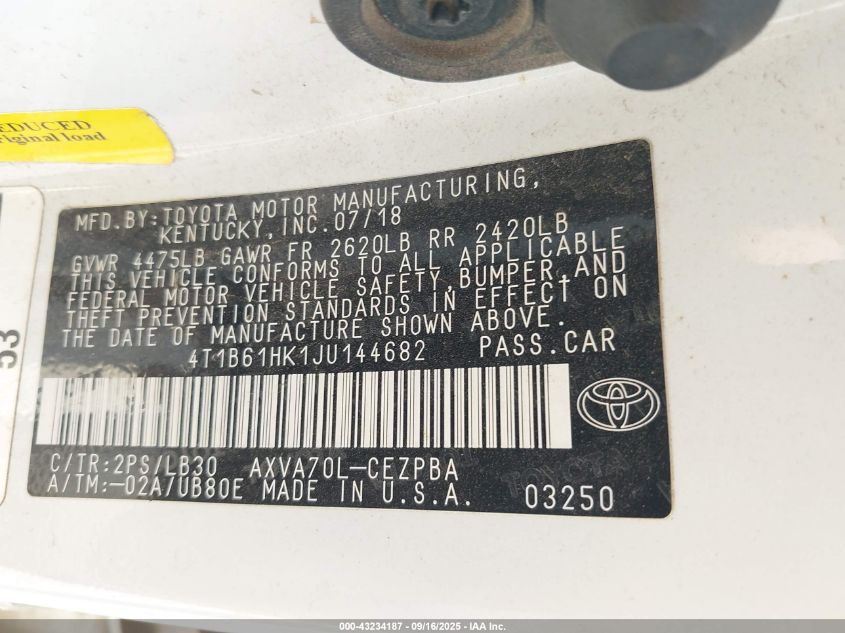 EDUCED
riginal load
53
MFD.BY:TOYOTA MOTOR MANUFACTURING,
KENTUCKY,INC.07/18
GVWR 4475LB GAWR FR 2620LB RR 2420LB
THIS VEHICLE CONFORMS TO ALL APPLICABLE
FEDERAL MOTOR VEHICLE SAFETY,BUMPER,AND
THEFT PREVENTION STANDARDS IN EFFECT ON
THE DATE OF MANUFACTURE SHOWN ABOVE.
4T1B61HK1JU144682 PASS.CAR
C/TR:2PS/LB30 AXVA70L-CEZPBA
A/TM:-02A/UB80E MADE IN U.S.A. 03250
000-43234187 - 09/16/2025 - IAA Inc.